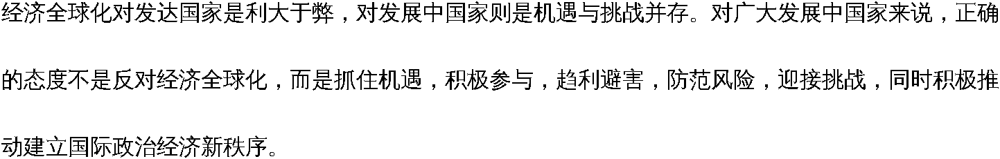 经济全球化对发达国家是利大于弊，对发展中国家则是机遇与挑战并存。对广大发展中国家来说，正确
的态度不是反对经济全球化，而是抓住机遇，积极参与，趋利避害，防范风险，迎接挑战，同时积极推
动建立国际政治经济新秩序。